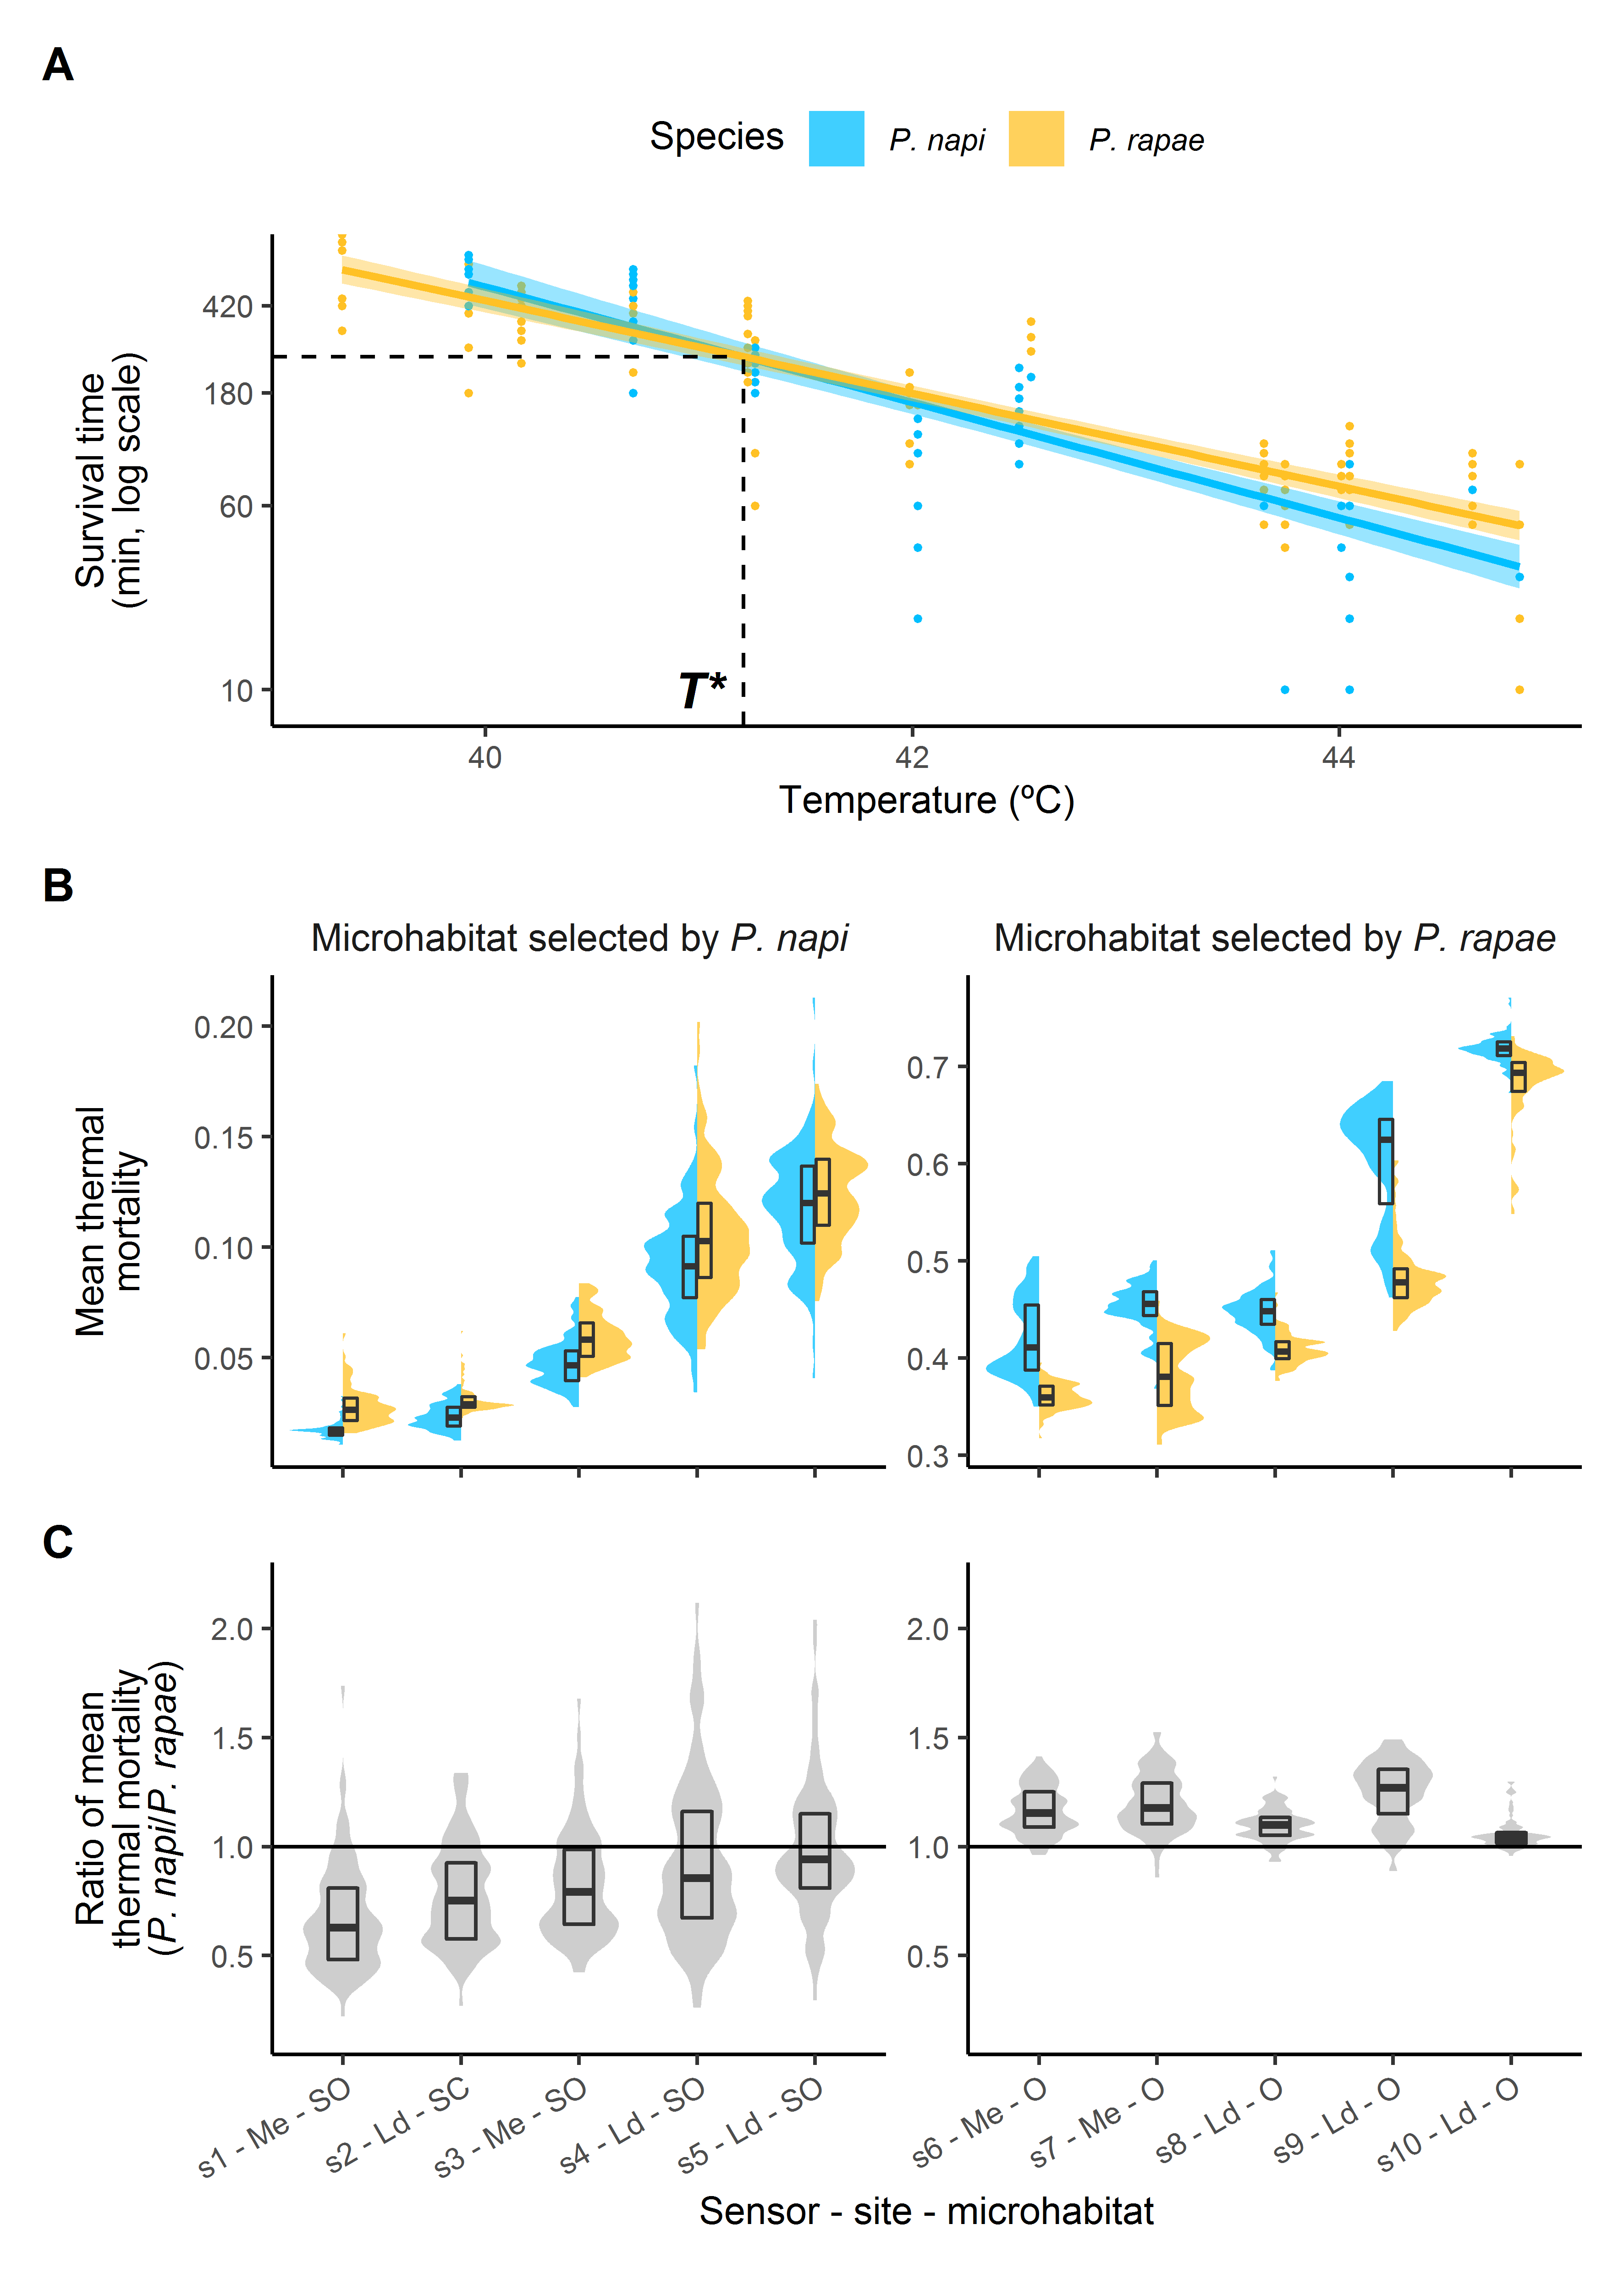 A
Species P. napi P. rapae
Survival time
(min, log scale)
420
180
60
10
T*
40 42 44
Temperature (ºC)
B
Microhabitat selected by P. napi
Microhabitat selected by P. rapae
Mean thermal
mortality
0.20
0.15
0.10
0.05
0.7
0.6
0.5
0.4
0.3
C
Ratio of mean
thermal mortality
(P. napi/P. rapae)
2.0
1.5
1.0
0.5
2.0
1.5
1.0
0.5
s1 - Me - SO
s2 - Ld - SC
s3 - Me - SO
s4 - Ld - SO
s5 - Ld - SO
s6 - Me - O
s7 - Me - O
s8 - Ld - O
s9 - Ld - O
s10 - Ld - O
Sensor - site - microhabitat